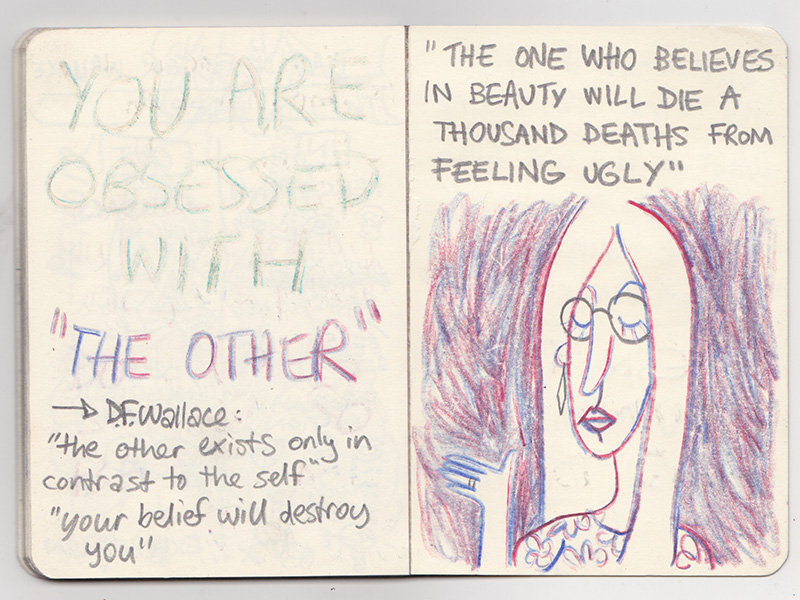 YOU ARE
OBSESSED
WITH
"THE OTHER"
→ D.F. Wallace:
"the other exists only in
contrast to the self"
"your belief will destroy
you"
"THE ONE WHO BELIEVES
IN BEAUTY WILL DIE A
THOUSAND DEATHS FROM
FEELING UGLY"